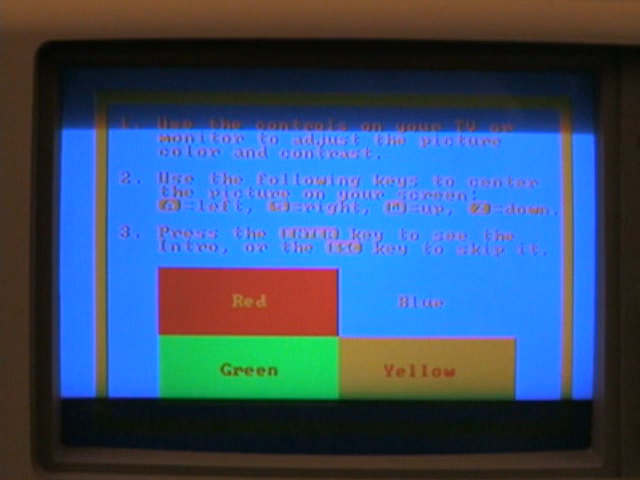 1. Use the controls on your TV or
monitor to adjust the picture
color and contrast.
2. Use the following keys to center
the picture on your screen:
=left, =right, =up, =down.
3. Press the ENTER key to see the
Intro, or the ESC key to skip it.
Red
Blue
Green
Yellow